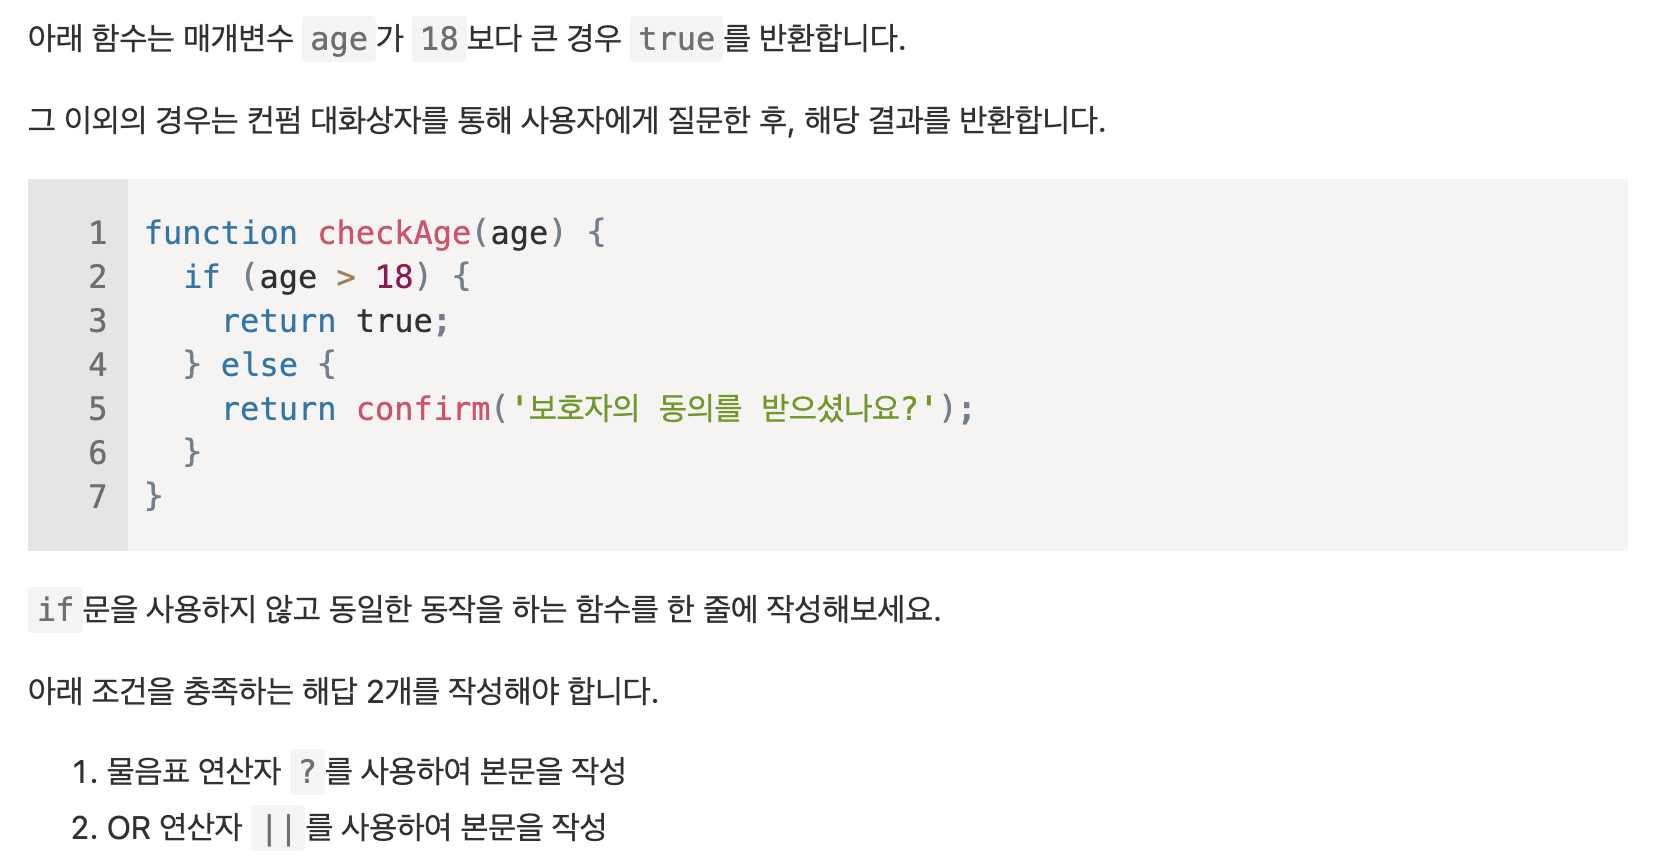 아래 함수는 매개변수 age가 18보다 큰 경우 true를 반환합니다.
그 이외의 경우는 컨펌 대화상자를 통해 사용자에게 질문한 후, 해당 결과를 반환합니다.
1 function checkAge(age) {
2   if (age > 18) {
3     return true;
4   } else {
5     return confirm('보호자의 동의를 받으셨나요?');
6   }
7 }
if문을 사용하지 않고 동일한 동작을 하는 함수를 한 줄에 작성해보세요.
아래 조건을 충족하는 해답 2개를 작성해야 합니다.
1. 물음표 연산자 ?를 사용하여 본문을 작성
2. OR 연산자 ||를 사용하여 본문을 작성